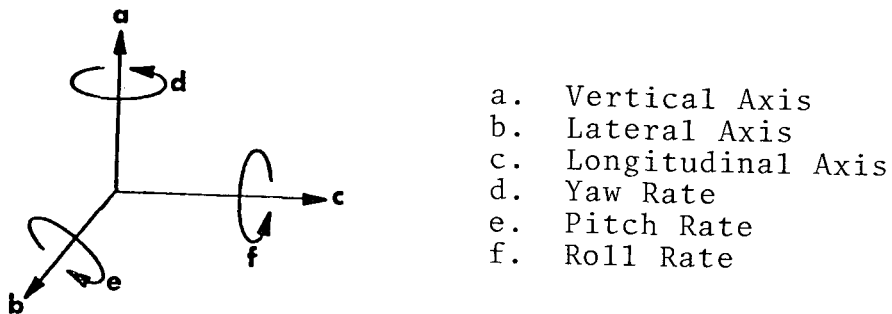 a
d
c
f
e
b
a. Vertical Axis
b. Lateral Axis
c. Longitudinal Axis
d. Yaw Rate
e. Pitch Rate
f. Roll Rate